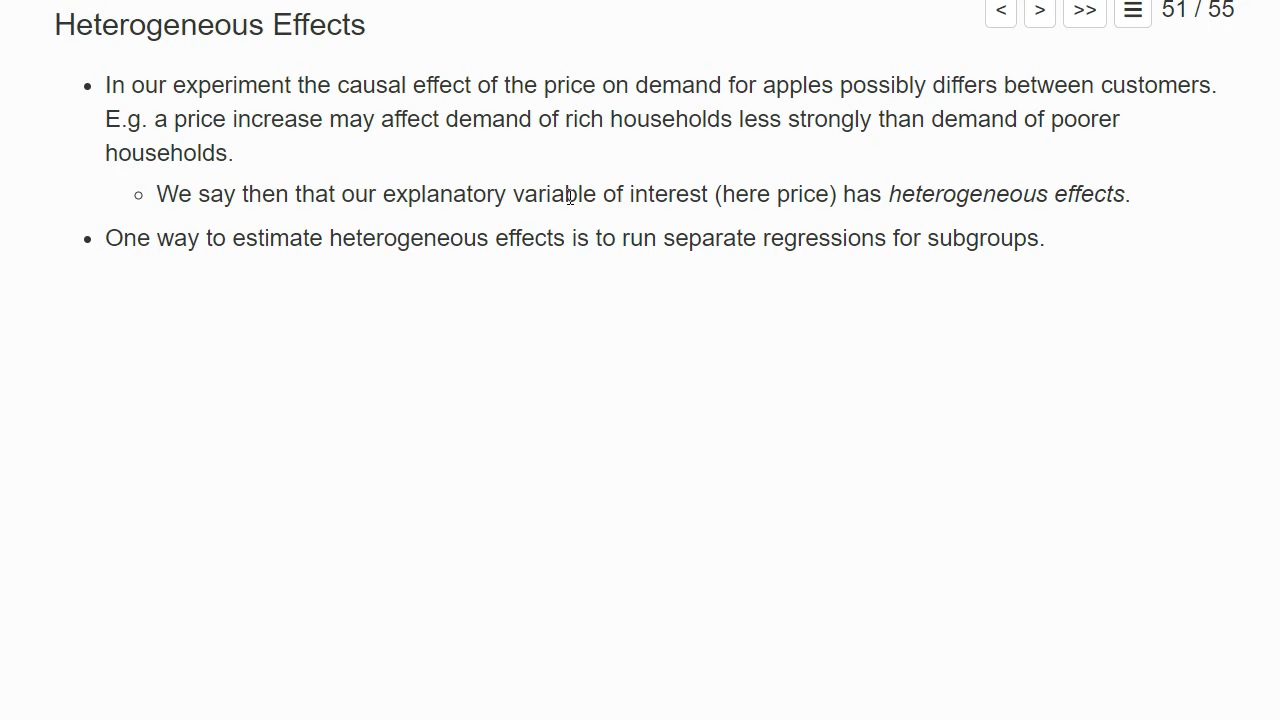 Heterogeneous Effects
< > >> ☰ 51 / 55
• In our experiment the causal effect of the price on demand for apples possibly differs between customers.
E.g. a price increase may affect demand of rich households less strongly than demand of poorer
households.
◦ We say then that our explanatory variable of interest (here price) has heterogeneous effects.
• One way to estimate heterogeneous effects is to run separate regressions for subgroups.